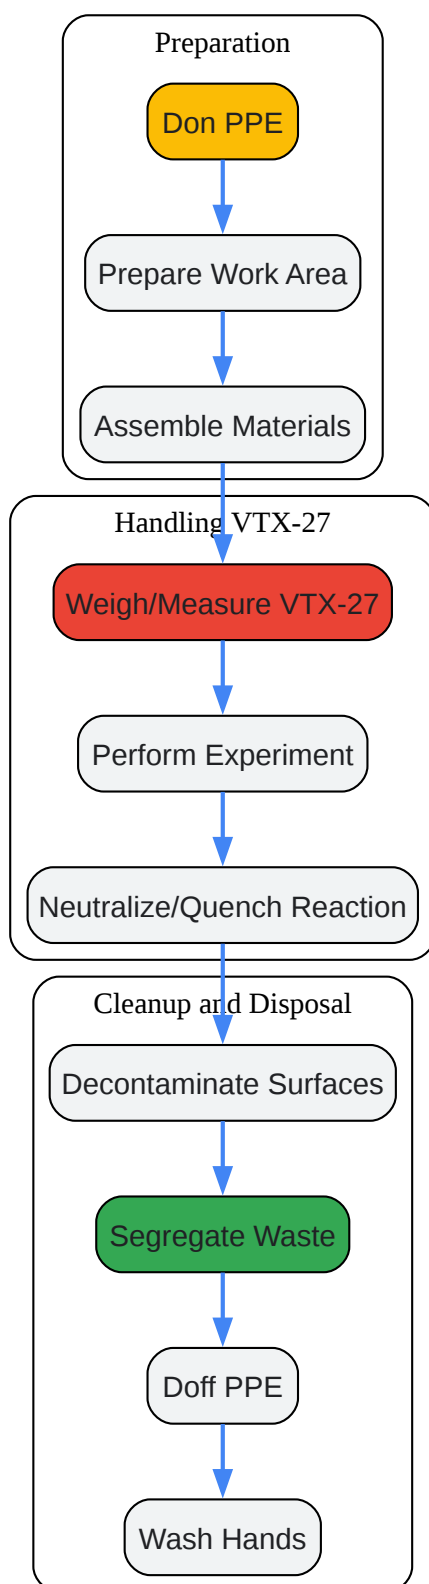 Preparation
Don PPE
Prepare Work Area
Assemble Materials
Handling VTX-27
Weigh/Measure VTX-27
Perform Experiment
Neutralize/Quench Reaction
Cleanup and Disposal
Decontaminate Surfaces
Segregate Waste
Doff PPE
Wash Hands